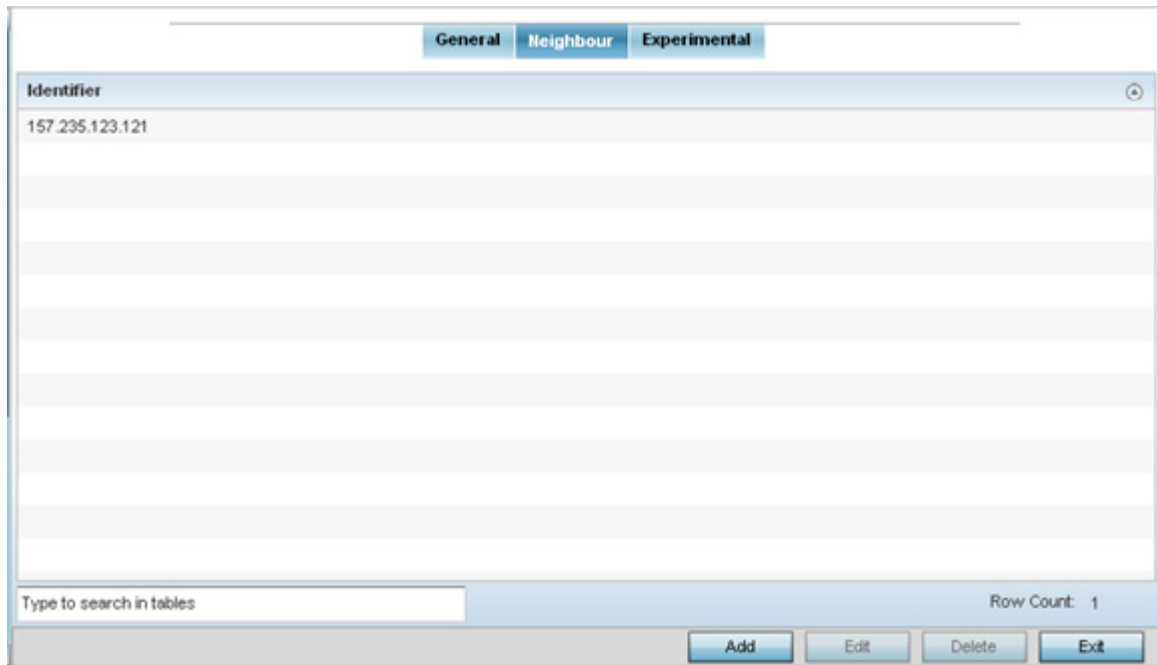 General Neighbour Experimental
Identifier
157.235.123.121
Type to search in tables Row Count: 1
Add Edit Delete Exit